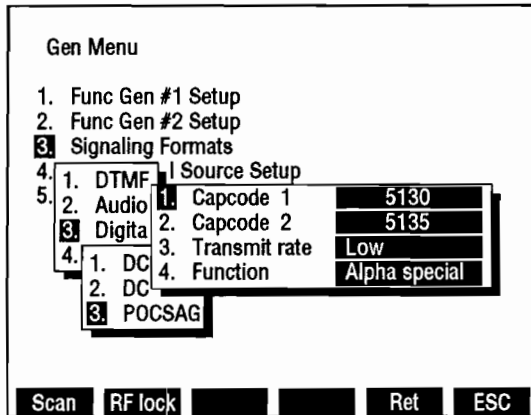 Gen Menu
1. Func Gen #1 Setup
2. Func Gen #2 Setup
3. Signaling Formats
4. l Source Setup
5.
1. DTMF
2. Audio
3. Digita
4.
1. DC
2. DC
3. POCSAG
1. Capcode 1 5130
2. Capcode 2 5135
3. Transmit rate Low
4. Function Alpha special
Scan RF lock Ret ESC